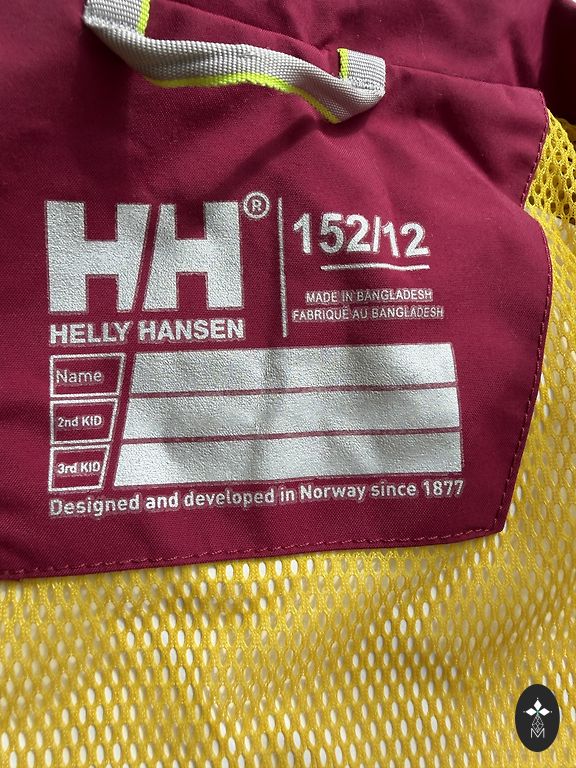 HH®
HELLY HANSEN
152/12
MADE IN BANGLADESH
FABRIQUÉ AU BANGLADESH
Name
2nd KID
3rd KID
Designed and developed in Norway since 1877
M